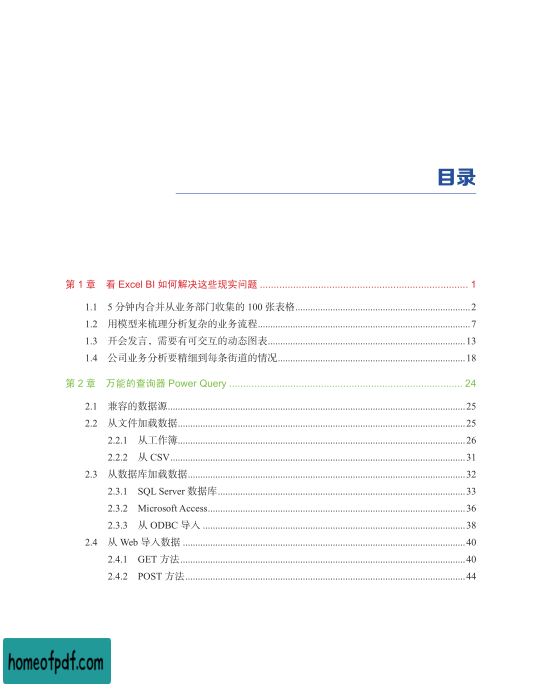 目录
第 1 章 看 Excel BI 如何解决这些现实问题 ........................................ 1
1.1 5 分钟内合并从业务部门收集的 100 张表格 ........................................ 2
1.2 用模型来梳理分析复杂的业务流程 ........................................ 7
1.3 开会发言，需要有可交互的动态图表 ........................................ 13
1.4 公司业务分析要精细到每条街道的情况 ........................................ 18
第 2 章 万能的查询器 Power Query ........................................ 24
2.1 兼容的数据源 ........................................ 25
2.2 从文件加载数据 ........................................ 25
2.2.1 从工作簿 ........................................ 26
2.2.2 从 CSV ........................................ 31
2.3 从数据库加载数据 ........................................ 32
2.3.1 SQL Server 数据库 ........................................ 33
2.3.2 Microsoft Access ........................................ 36
2.3.3 从 ODBC 导入 ........................................ 38
2.4 从 Web 导入数据 ........................................ 40
2.4.1 GET 方法 ........................................ 40
2.4.2 POST 方法 ........................................ 44
homeofpdf.com